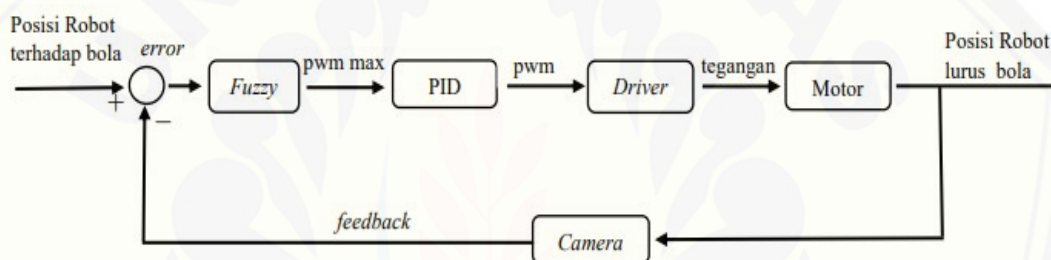 Posisi Robot
terhadap bola
error
+
−
Fuzzy
pwm max
PID
pwm
Driver
tegangan
Motor
Posisi Robot
lurus bola
feedback
Camera